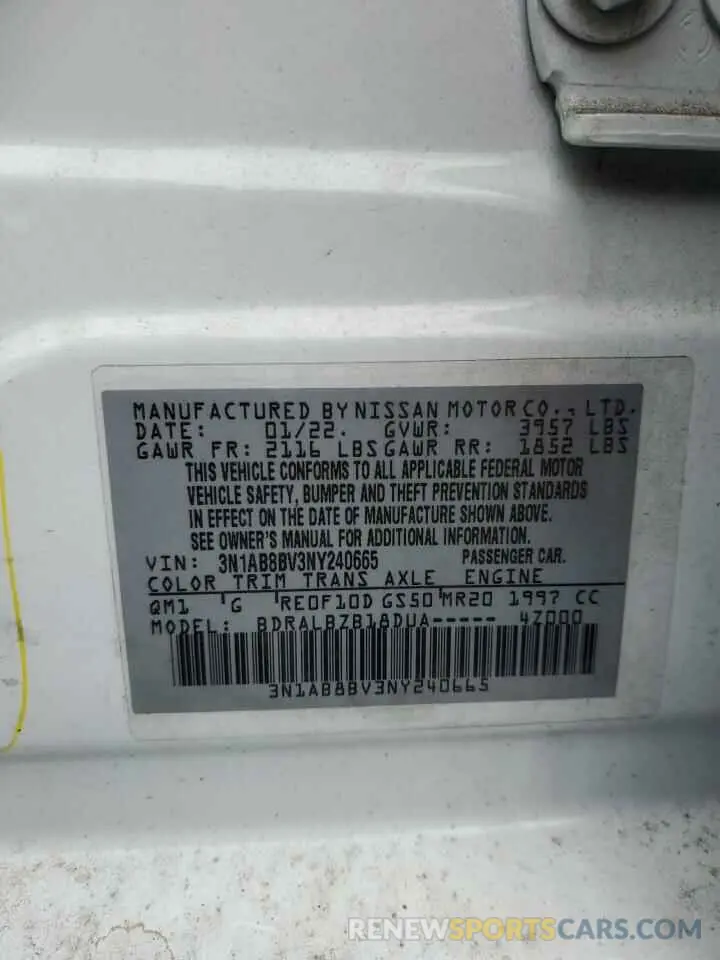 MANUFACTURED BY NISSAN MOTOR CO., LTD.
DATE: 01/22. GVWR: 3957 LBS
GAWR FR: 2116 LBS GAWR RR: 1852 LBS
THIS VEHICLE CONFORMS TO ALL APPLICABLE FEDERAL MOTOR
VEHICLE SAFETY, BUMPER AND THEFT PREVENTION STANDARDS
IN EFFECT ON THE DATE OF MANUFACTURE SHOWN ABOVE.
SEE OWNER'S MANUAL FOR ADDITIONAL INFORMATION.
VIN: 3N1AB8BV3NY240665 PASSENGER CAR.
COLOR TRIM TRANS AXLE ENGINE
QM1 G RE0F10D GS50 MR20 1997 CC
MODEL: BDRALBZB18DUA----- 4Z000
3N1AB8BV3NY240665
RENEWSPORTSCARS.COM